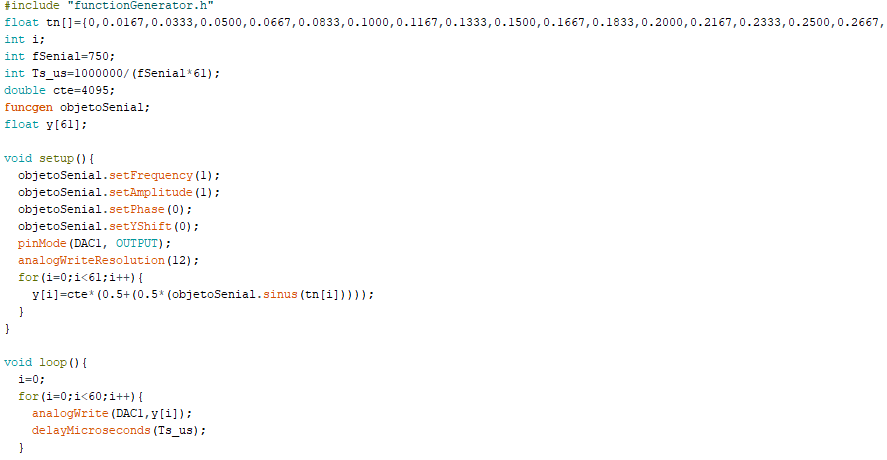 #include "functionGenerator.h"
float tn[]={0,0.0167,0.0333,0.0500,0.0667,0.0833,0.1000,0.1167,0.1333,0.1500,0.1667,0.1833,0.2000,0.2167,0.2333,0.2500,0.2667,
int i;
int fSenial=750;
int Ts_us=1000000/(fSenial*61);
double cte=4095;
funcgen objetoSenial;
float y[61];

void setup(){
  objetoSenial.setFrequency(1);
  objetoSenial.setAmplitude(1);
  objetoSenial.setPhase(0);
  objetoSenial.setYShift(0);
  pinMode(DAC1, OUTPUT);
  analogWriteResolution(12);
  for(i=0;i<61;i++){
    y[i]=cte*(0.5+(0.5*(objetoSenial.sinus(tn[i]))));
  }
}

void loop(){
  i=0;
  for(i=0;i<60;i++){
    analogWrite(DAC1,y[i]);
    delayMicroseconds(Ts_us);
  }